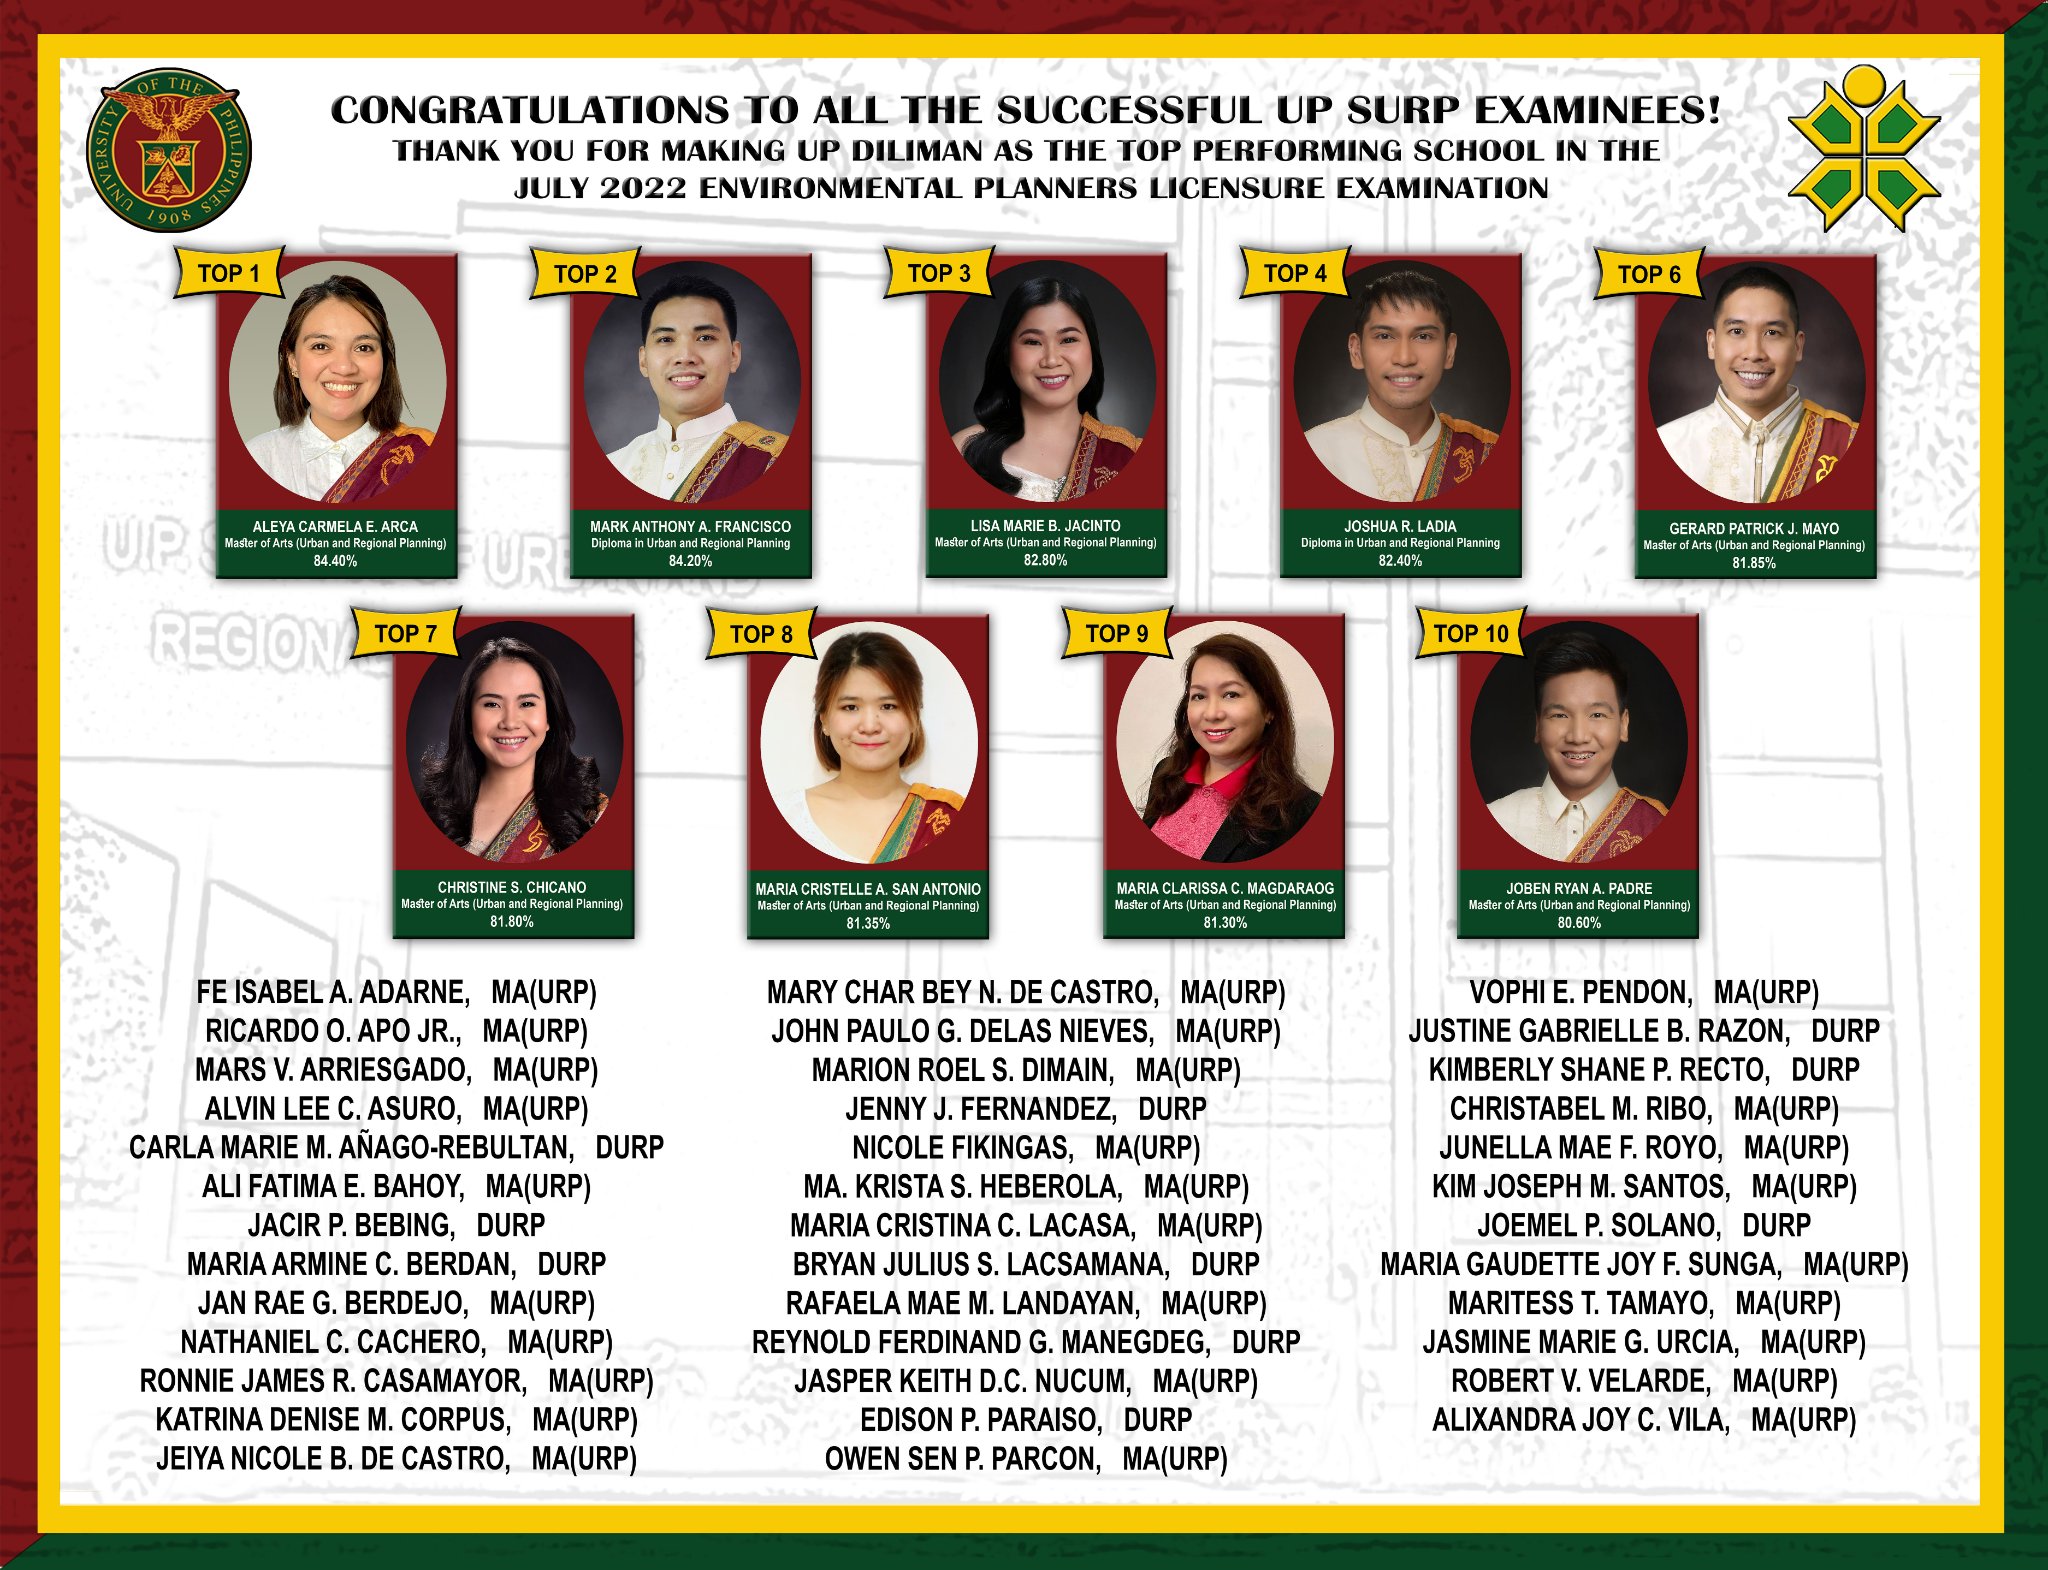 UNIVERSITY OF THE PHILIPPINES
1908
CONGRATULATIONS TO ALL THE SUCCESSFUL UP SURP EXAMINEES!
THANK YOU FOR MAKING UP DILIMAN AS THE TOP PERFORMING SCHOOL IN THE
JULY 2022 ENVIRONMENTAL PLANNERS LICENSURE EXAMINATION
TOP 1
ALEYA CARMELA E. ARCA
Master of Arts (Urban and Regional Planning)
84.40%
TOP 2
MARK ANTHONY A. FRANCISCO
Diploma in Urban and Regional Planning
84.20%
TOP 3
LISA MARIE B. JACINTO
Master of Arts (Urban and Regional Planning)
82.80%
TOP 4
JOSHUA R. LADIA
Diploma in Urban and Regional Planning
82.40%
TOP 6
GERARD PATRICK J. MAYO
Master of Arts (Urban and Regional Planning)
81.85%
TOP 7
CHRISTINE S. CHICANO
Master of Arts (Urban and Regional Planning)
81.80%
TOP 8
MARIA CRISTELLE A. SAN ANTONIO
Master of Arts (Urban and Regional Planning)
81.35%
TOP 9
MARIA CLARISSA C. MAGDARAOG
Master of Arts (Urban and Regional Planning)
81.30%
TOP 10
JOBEN RYAN A. PADRE
Master of Arts (Urban and Regional Planning)
80.60%
FE ISABEL A. ADARNE, MA(URP)
RICARDO O. APO JR., MA(URP)
MARS V. ARRIESGADO, MA(URP)
ALVIN LEE C. ASURO, MA(URP)
CARLA MARIE M. AÑAGO-REBULTAN, DURP
ALI FATIMA E. BAHOY, MA(URP)
JACIR P. BEBING, DURP
MARIA ARMINE C. BERDAN, DURP
JAN RAE G. BERDEJO, MA(URP)
NATHANIEL C. CACHERO, MA(URP)
RONNIE JAMES R. CASAMAYOR, MA(URP)
KATRINA DENISE M. CORPUS, MA(URP)
JEIYA NICOLE B. DE CASTRO, MA(URP)
MARY CHAR BEY N. DE CASTRO, MA(URP)
JOHN PAULO G. DELAS NIEVES, MA(URP)
MARION ROEL S. DIMAIN, MA(URP)
JENNY J. FERNANDEZ, DURP
NICOLE FIKINGAS, MA(URP)
MA. KRISTA S. HEBEROLA, MA(URP)
MARIA CRISTINA C. LACASA, MA(URP)
BRYAN JULIUS S. LACSAMANA, DURP
RAFAELA MAE M. LANDAYAN, MA(URP)
REYNOLD FERDINAND G. MANEGDEG, DURP
JASPER KEITH D.C. NUCUM, MA(URP)
EDISON P. PARAISO, DURP
OWEN SEN P. PARCON, MA(URP)
VOPHI E. PENDON, MA(URP)
JUSTINE GABRIELLE B. RAZON, DURP
KIMBERLY SHANE P. RECTO, DURP
CHRISTABEL M. RIBO, MA(URP)
JUNELLA MAE F. ROYO, MA(URP)
KIM JOSEPH M. SANTOS, MA(URP)
JOEMEL P. SOLANO, DURP
MARIA GAUDETTE JOY F. SUNGA, MA(URP)
MARITESS T. TAMAYO, MA(URP)
JASMINE MARIE G. URCIA, MA(URP)
ROBERT V. VELARDE, MA(URP)
ALIXANDRA JOY C. VILA, MA(URP)